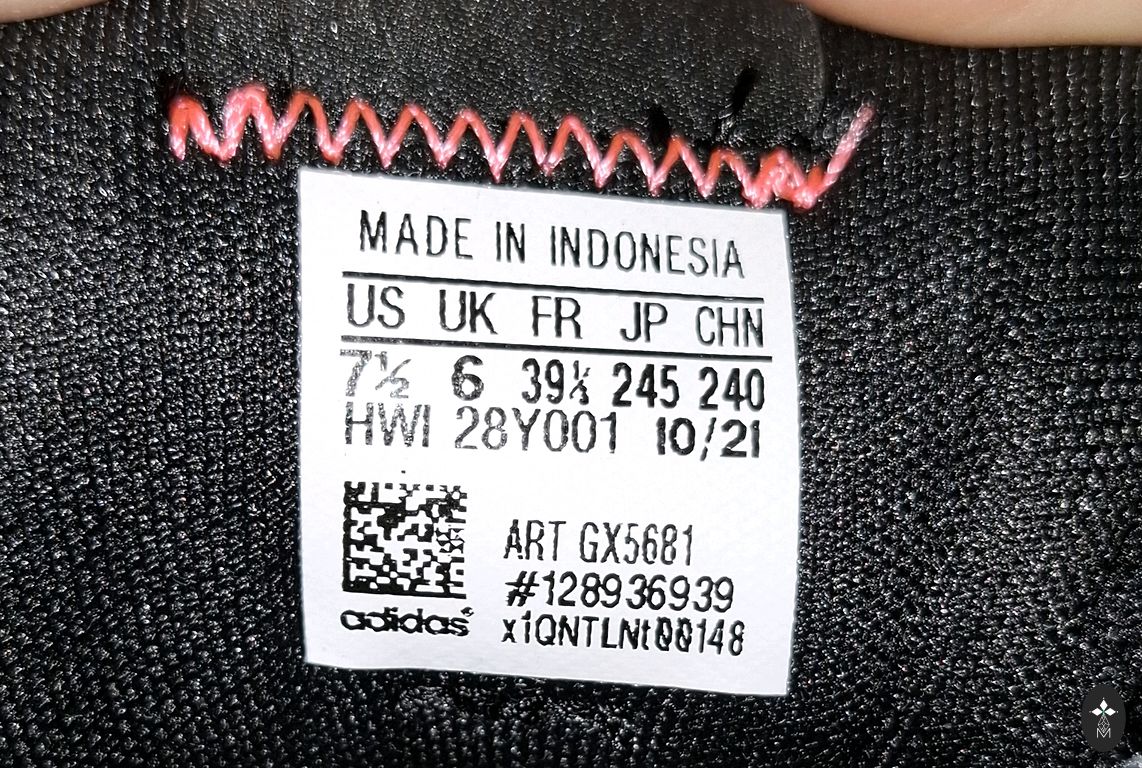 MADE IN INDONESIA
US UK FR JP CHN
7½ 6 39⅓ 245 240
HWI 28Y001 10/21
ART GX5681
#128936939
adidas x1QNTLNt00148
M